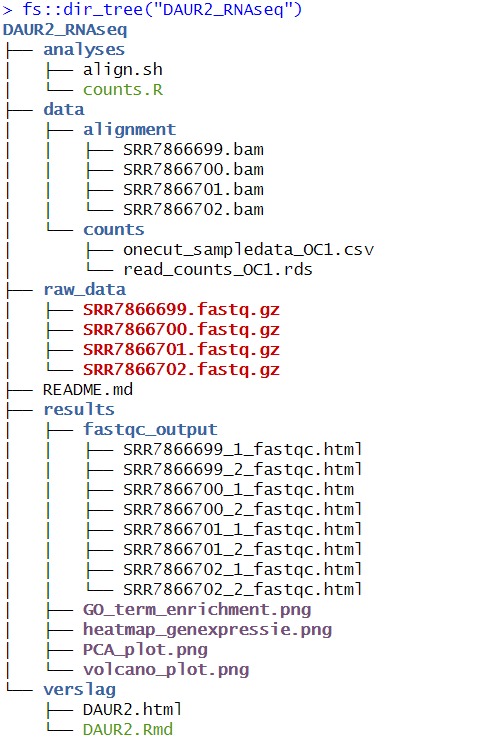 > fs::dir_tree("DAUR2_RNAseq")
DAUR2_RNAseq
├── analyses
│   ├── align.sh
│   └── counts.R
├── data
│   ├── alignment
│   │   ├── SRR7866699.bam
│   │   ├── SRR7866700.bam
│   │   ├── SRR7866701.bam
│   │   └── SRR7866702.bam
│   └── counts
│       ├── onecut_sampledata_OC1.csv
│       └── read_counts_OC1.rds
├── raw_data
│   ├── SRR7866699.fastq.gz
│   ├── SRR7866700.fastq.gz
│   ├── SRR7866701.fastq.gz
│   └── SRR7866702.fastq.gz
├── README.md
├── results
│   ├── fastqc_output
│   │   ├── SRR7866699_1_fastqc.html
│   │   ├── SRR7866699_2_fastqc.html
│   │   ├── SRR7866700_1_fastqc.htm
│   │   ├── SRR7866700_2_fastqc.html
│   │   ├── SRR7866701_1_fastqc.html
│   │   ├── SRR7866701_2_fastqc.html
│   │   ├── SRR7866702_1_fastqc.html
│   │   └── SRR7866702_2_fastqc.html
│   ├── GO_term_enrichment.png
│   ├── heatmap_genexpressie.png
│   ├── PCA_plot.png
│   └── volcano_plot.png
└── verslag
    ├── DAUR2.html
    └── DAUR2.Rmd